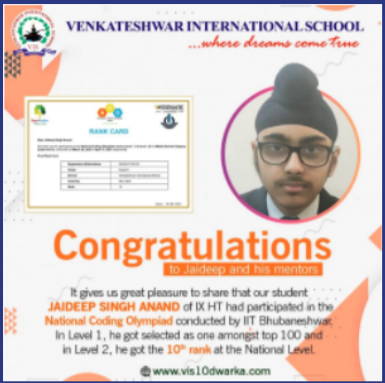 VENKATESHWAR INTERNATIONAL SCHOOL
...where dreams come true
VIS
RANK CARD
Congratulations
to Jaideep and his mentors
It gives us great pleasure to share that our student
JAIDEEP SINGH ANAND of IX HT had participated in the
National Coding Olympiad conducted by IIT Bhubaneshwar.
In Level 1, he got selected as one amongst top 100 and
in Level 2, he got the 10th rank at the National Level.
www.vis10dwarka.com